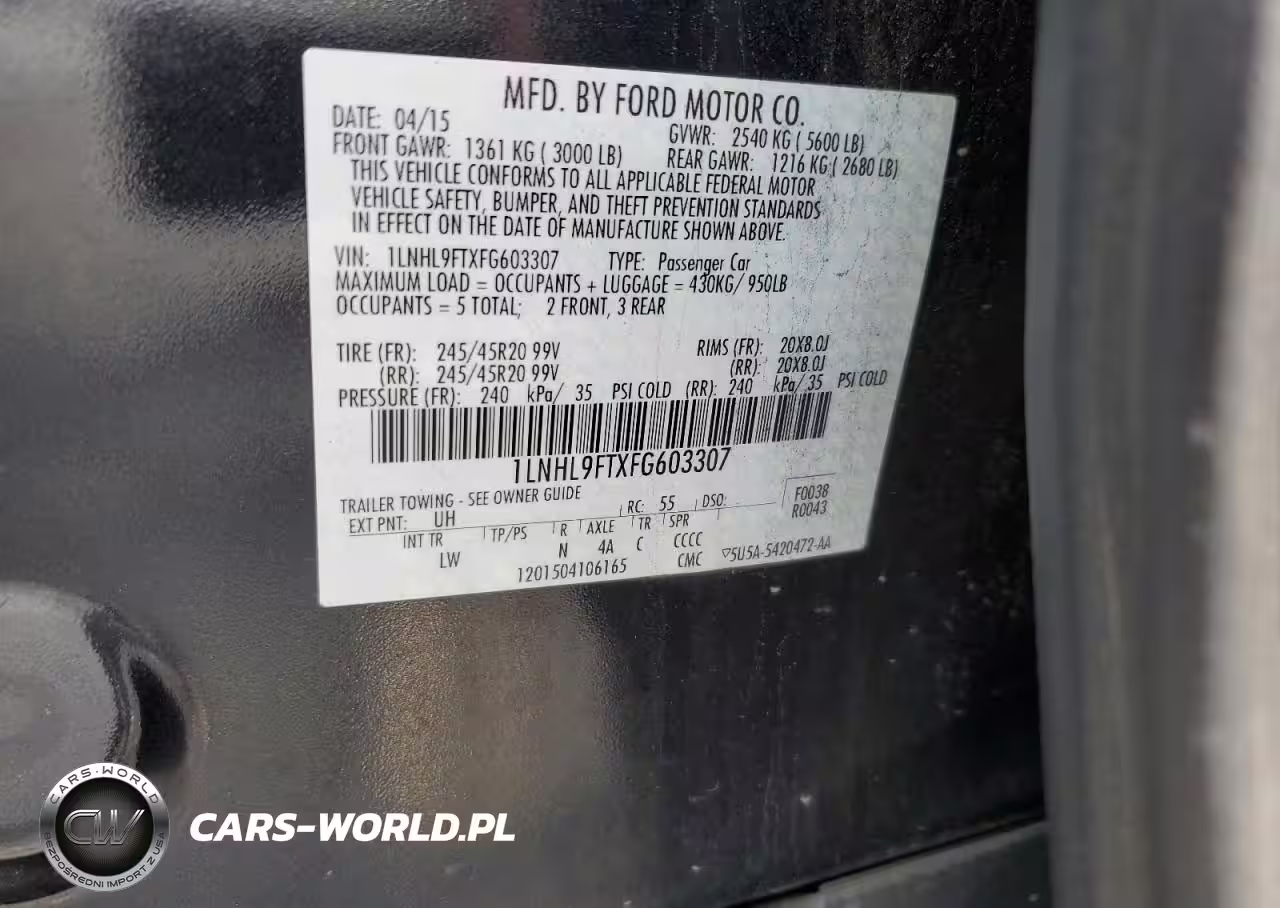 MFD. BY FORD MOTOR CO.
DATE: 04/15 GVWR: 2540 KG ( 5600 LB)
FRONT GAWR: 1361 KG ( 3000 LB) REAR GAWR: 1216 KG ( 2680 LB)
THIS VEHICLE CONFORMS TO ALL APPLICABLE FEDERAL MOTOR
VEHICLE SAFETY, BUMPER, AND THEFT PREVENTION STANDARDS
IN EFFECT ON THE DATE OF MANUFACTURE SHOWN ABOVE.
VIN: 1LNHL9FTXFG603307 TYPE: Passenger Car
MAXIMUM LOAD = OCCUPANTS + LUGGAGE = 430KG/ 950LB
OCCUPANTS = 5 TOTAL; 2 FRONT, 3 REAR
TIRE (FR): 245/45R20 99V RIMS (FR): 20X8.0J
(RR): 245/45R20 99V (RR): 20X8.0J
PRESSURE (FR): 240 kPa/ 35 PSI COLD (RR): 240 kPa/ 35 PSI COLD
1LNHL9FTXFG603307
TRAILER TOWING - SEE OWNER GUIDE
EXT PNT: UH RC: 55 DSO: F0038
R0043
INT TR TP/PS R AXLE TR SPR
LW N 4A C CCCC
1201504106165 CMC ▽5U5A-5420472-AA
CARS-WORLD
CW
BEZPOŚREDNI IMPORT Z USA
CARS-WORLD.PL